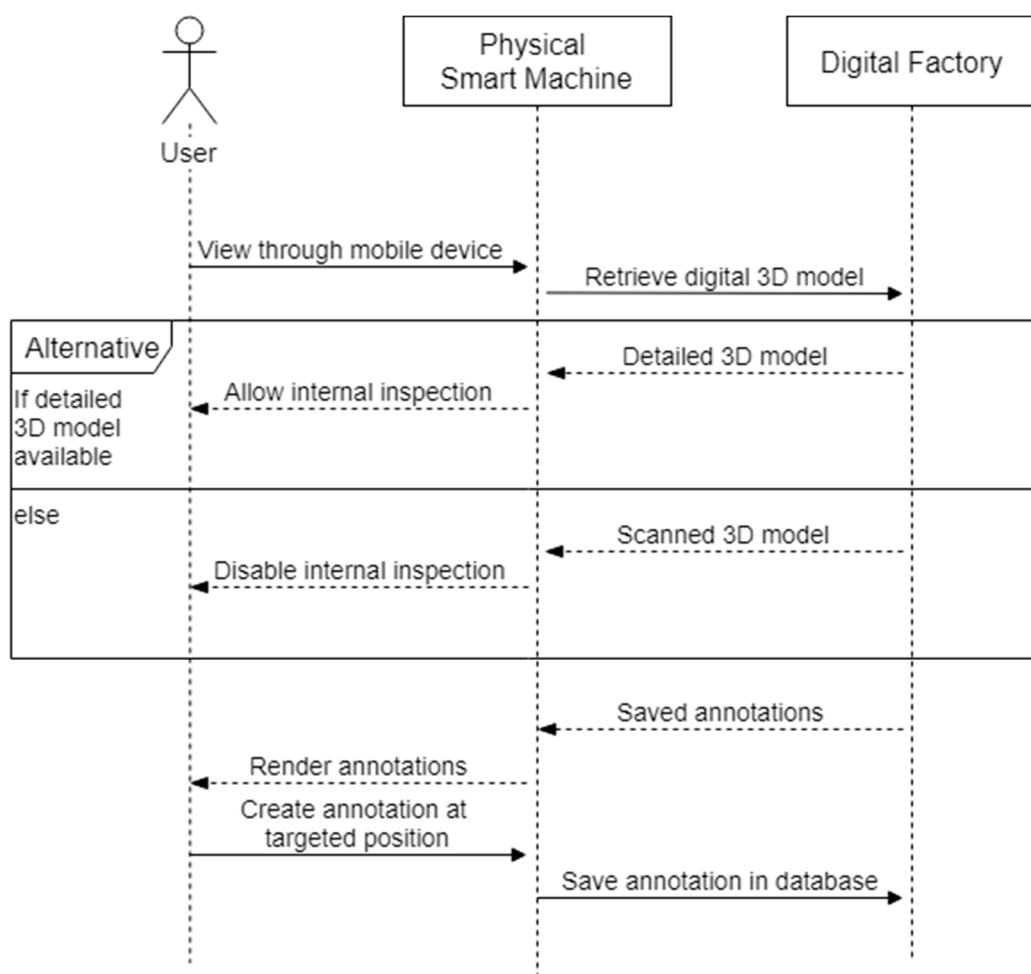 Physical
Smart Machine
Digital Factory
User
View through mobile device
Retrieve digital 3D model
Alternative
Detailed 3D model
If detailed
3D model
available
Allow internal inspection
else
Scanned 3D model
Disable internal inspection
Saved annotations
Render annotations
Create annotation at
targeted position
Save annotation in database